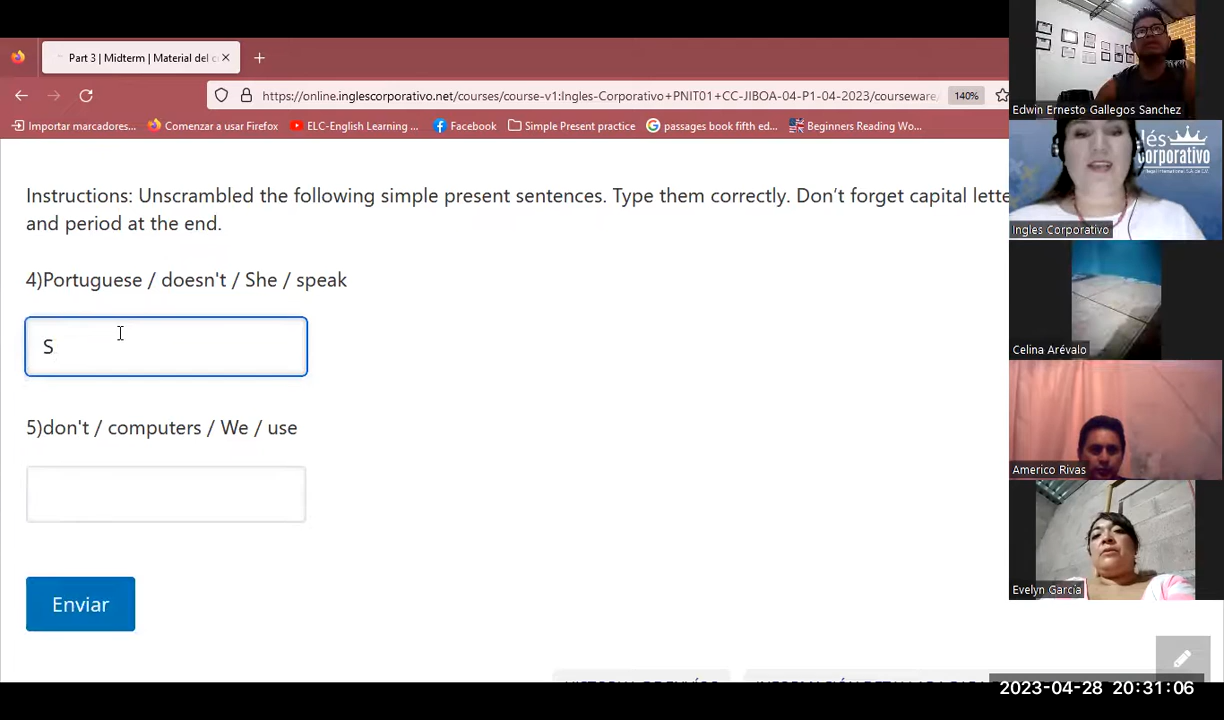 Part 3 | Midterm | Material del c
https://online.inglescorporativo.net/courses/course-v1:Ingles-Corporativo+PNIT01+CC-JIBOA-04-P1-04-2023/courseware/
140%
Importar marcadores...
Comenzar a usar Firefox
ELC-English Learning ...
Facebook
Simple Present practice
passages book fifth ed...
Beginners Reading Wo...
Instructions: Unscrambled the following simple present sentences. Type them correctly. Don't forget capital lette
and period at the end.
4)Portuguese / doesn't / She / speak
S
5)don't / computers / We / use
Enviar
Edwin Ernesto Gallegos Sanchez
lés
corporativo
Ingles Corporativo
Celina Arévalo
Americo Rivas
Evelyn García
2023-04-28 20:31:06